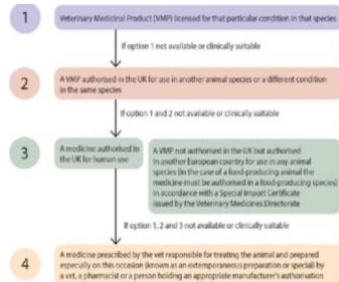 1
Veterinary Medicinal Product (VMP) licensed for that particular condition in that species
If option 1 not available or clinically suitable
2
A VMP authorised in the UK for use in another animal species or a different condition
in the same species
If option 1 and 2 not available or clinically suitable
3
A medicine authorised in
the UK for human use
A VMP not authorised in the UK but authorised
in another European country for use in any animal
species (in the case of a food-producing animal the
medicine must be authorised in a food-producing species)
in accordance with a Special Import Certificate
issued by the Veterinary Medicines Directorate
If option 1, 2 and 3 not available or clinically suitable
4
A medicine prescribed by the vet responsible for treating the animal and prepared
especially on this occasion (known as an extemporaneous preparation or special) by
a vet, a pharmacist or a person holding an appropriate manufacturer's authorisation